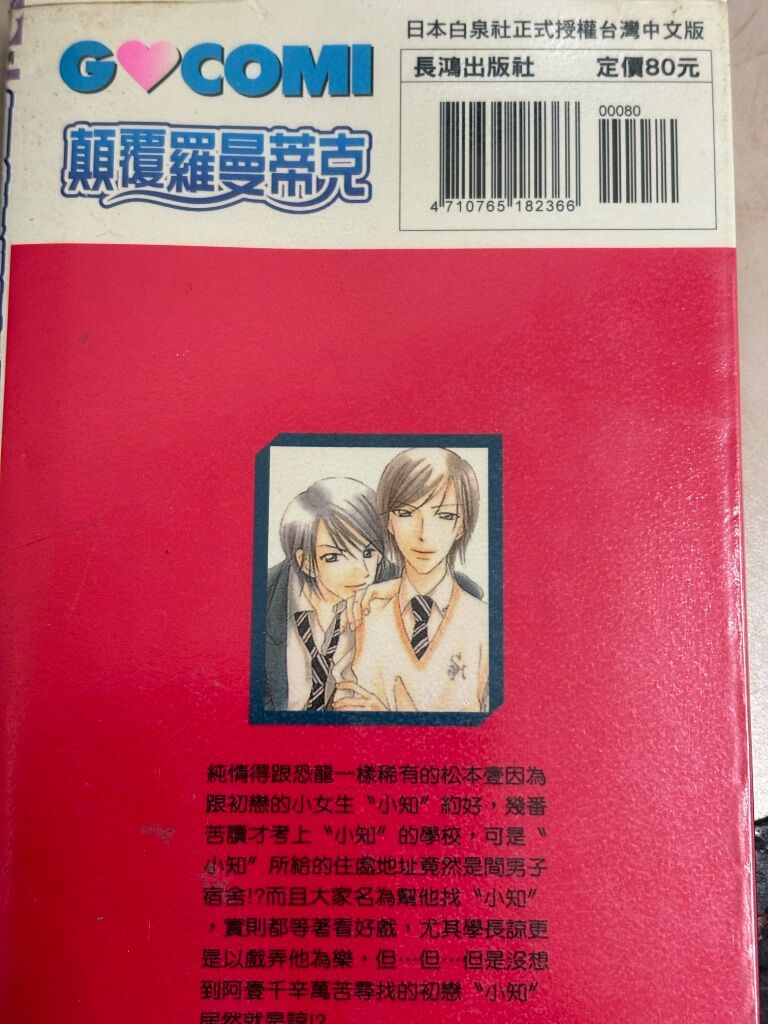 日本白泉社正式授權台灣中文版
G♥COMI
長鴻出版社 定價80元
顛覆羅曼蒂克
00080
4 710765 182366
純情得跟恐龍一樣稀有的松本壹因為
跟初戀的小女生〝小知〞約好,幾番
苦讀才考上〝小知〞的學校,可是〝
小知〞所給的住處地址竟然是間男子
宿舍!?而且大家名為幫他找〝小知〞
,實則都等著看好戲,尤其學長諒更
是以戲弄他為樂,但…但…但是沒想
到阿壹千辛萬苦尋找的初戀〝小知〞
居然就是諒!?